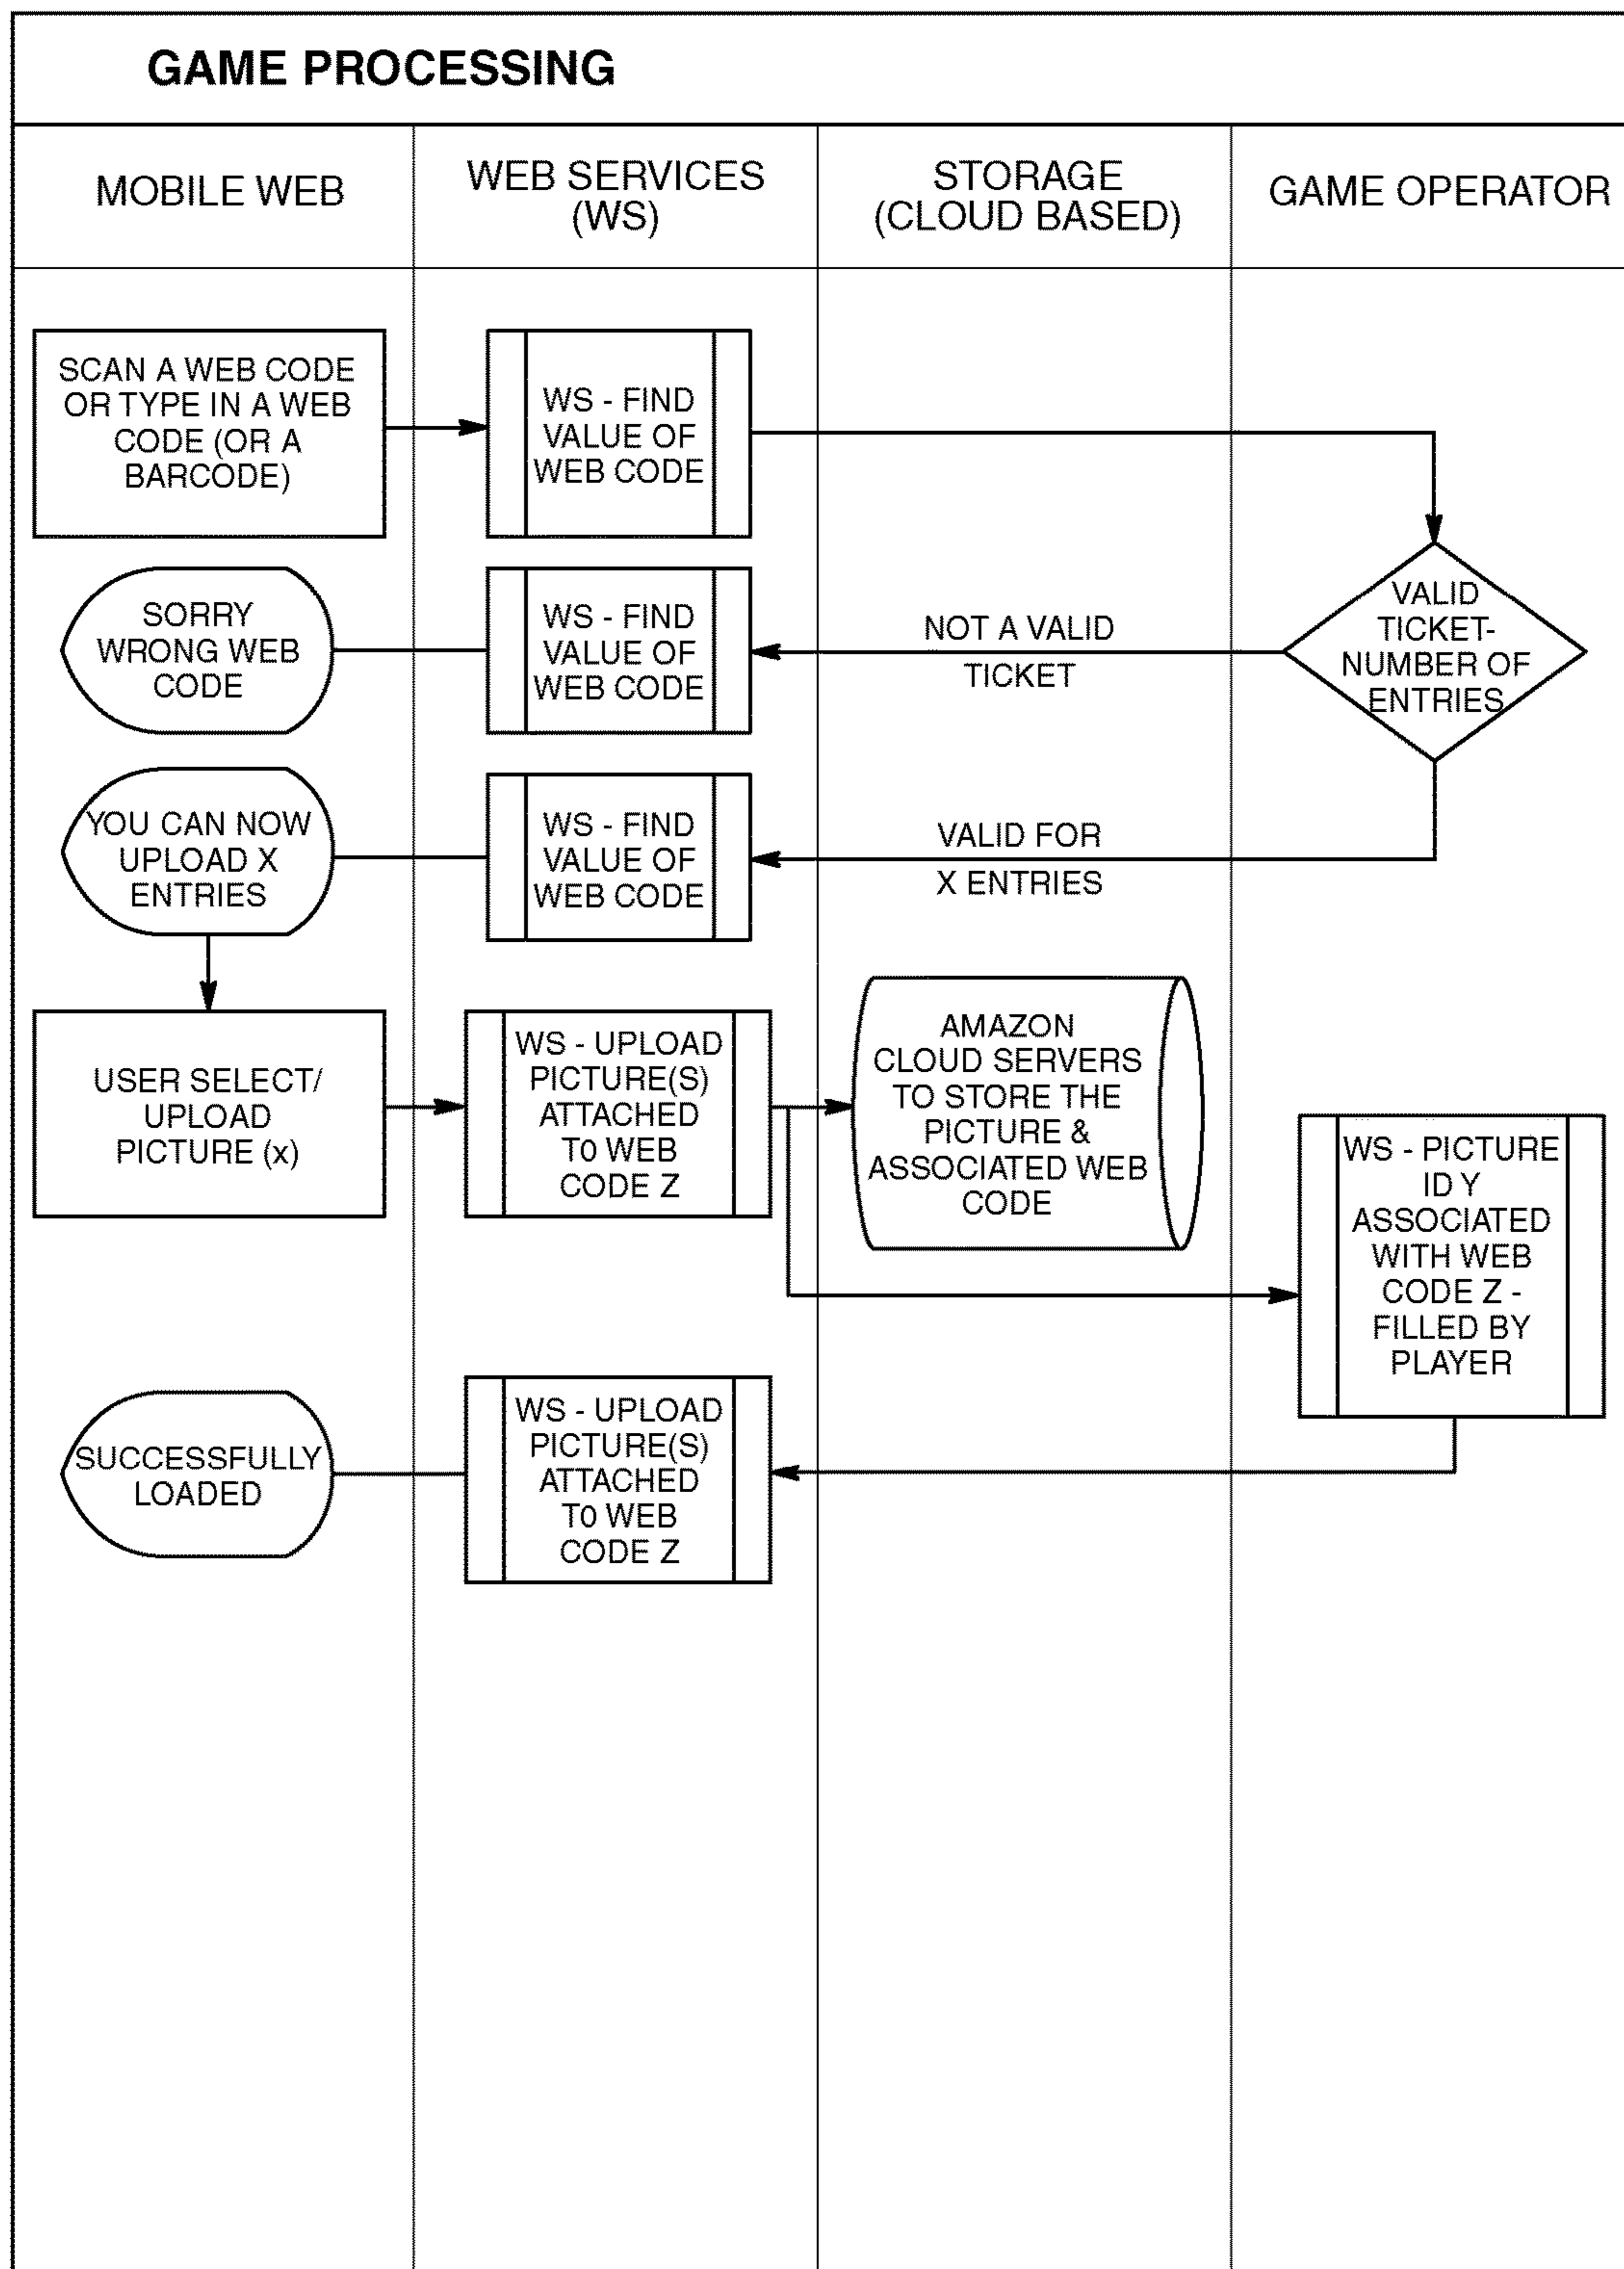 GAME PROCESSING
MOBILE WEB
WEB SERVICES
(WS)
STORAGE
(CLOUD BASED)
GAME OPERATOR
SCAN A WEB CODE
OR TYPE IN A WEB
CODE (OR A
BARCODE)
WS - FIND
VALUE OF
WEB CODE
SORRY
WRONG WEB
CODE
WS - FIND
VALUE OF
WEB CODE
NOT A VALID
TICKET
VALID
TICKET-
NUMBER OF
ENTRIES
YOU CAN NOW
UPLOAD X
ENTRIES
WS - FIND
VALUE OF
WEB CODE
VALID FOR
X ENTRIES
USER SELECT/
UPLOAD
PICTURE (x)
WS - UPLOAD
PICTURE(S)
ATTACHED
T0 WEB
CODE Z
AMAZON
CLOUD SERVERS
TO STORE THE
PICTURE &
ASSOCIATED WEB
CODE
WS - PICTURE
ID Y
ASSOCIATED
WITH WEB
CODE Z -
FILLED BY
PLAYER
SUCCESSFULLY
LOADED
WS - UPLOAD
PICTURE(S)
ATTACHED
T0 WEB
CODE Z